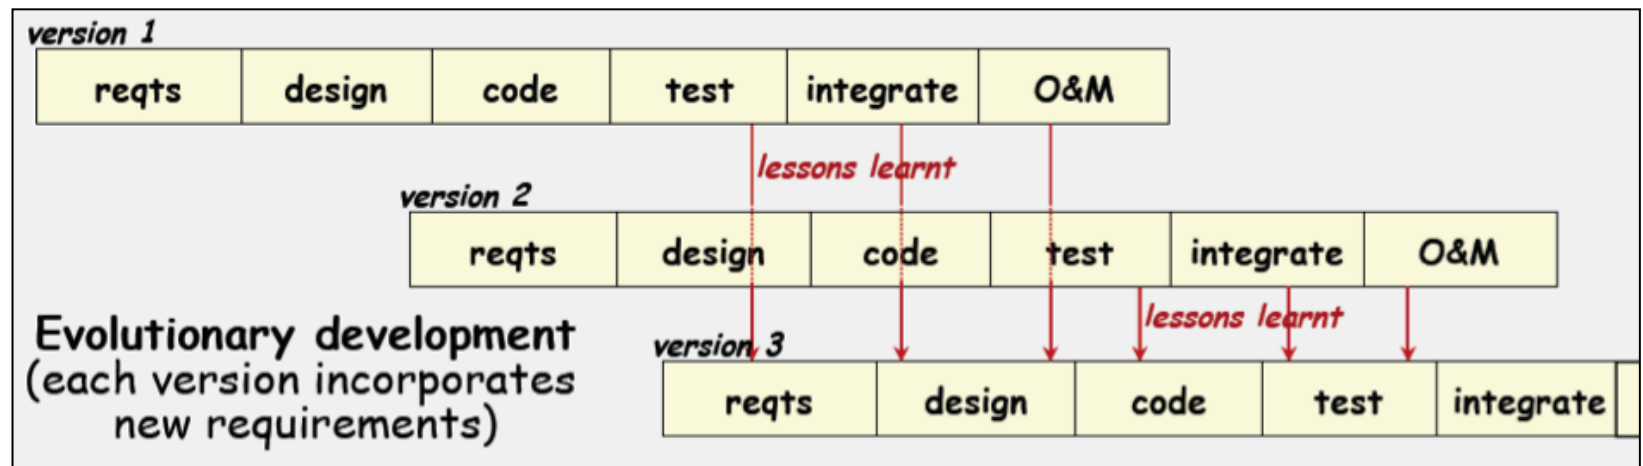 version 1
reqts design code test integrate O&M
lessons learnt
version 2
reqts design code test integrate O&M
lessons learnt
Evolutionary development
(each version incorporates
new requirements)
version 3
reqts design code test integrate